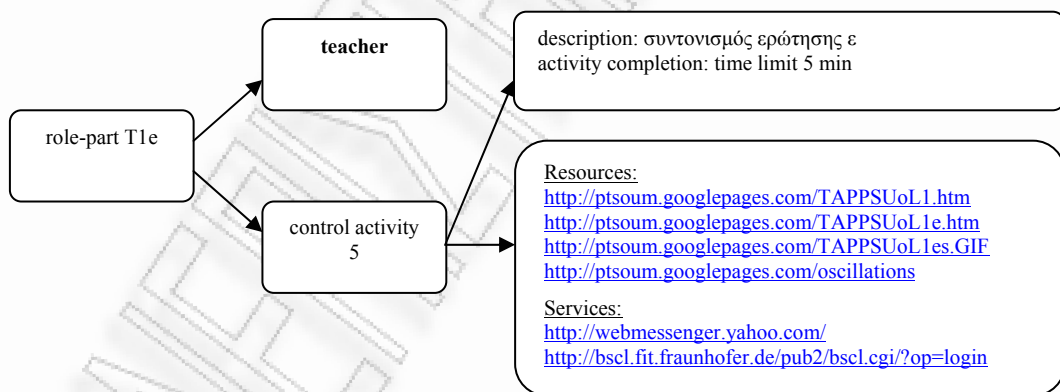 role-part T1e
teacher
control activity
5
description: συντονισμός ερώτησης ε
activity completion: time limit 5 min
Resources:
http://ptsoum.googlepages.com/TAPPSUoL1.htm
http://ptsoum.googlepages.com/TAPPSUoL1e.htm
http://ptsoum.googlepages.com/TAPPSUoL1es.GIF
http://ptsoum.googlepages.com/oscillations
Services:
http://webmessenger.yahoo.com/
http://bscl.fit.fraunhofer.de/pub2/bscl.cgi/?op=login